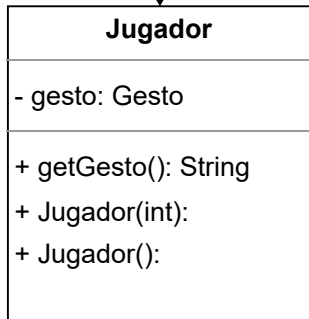 Jugador
- gesto: Gesto
+ getGesto(): String
+ Jugador(int):
+ Jugador():